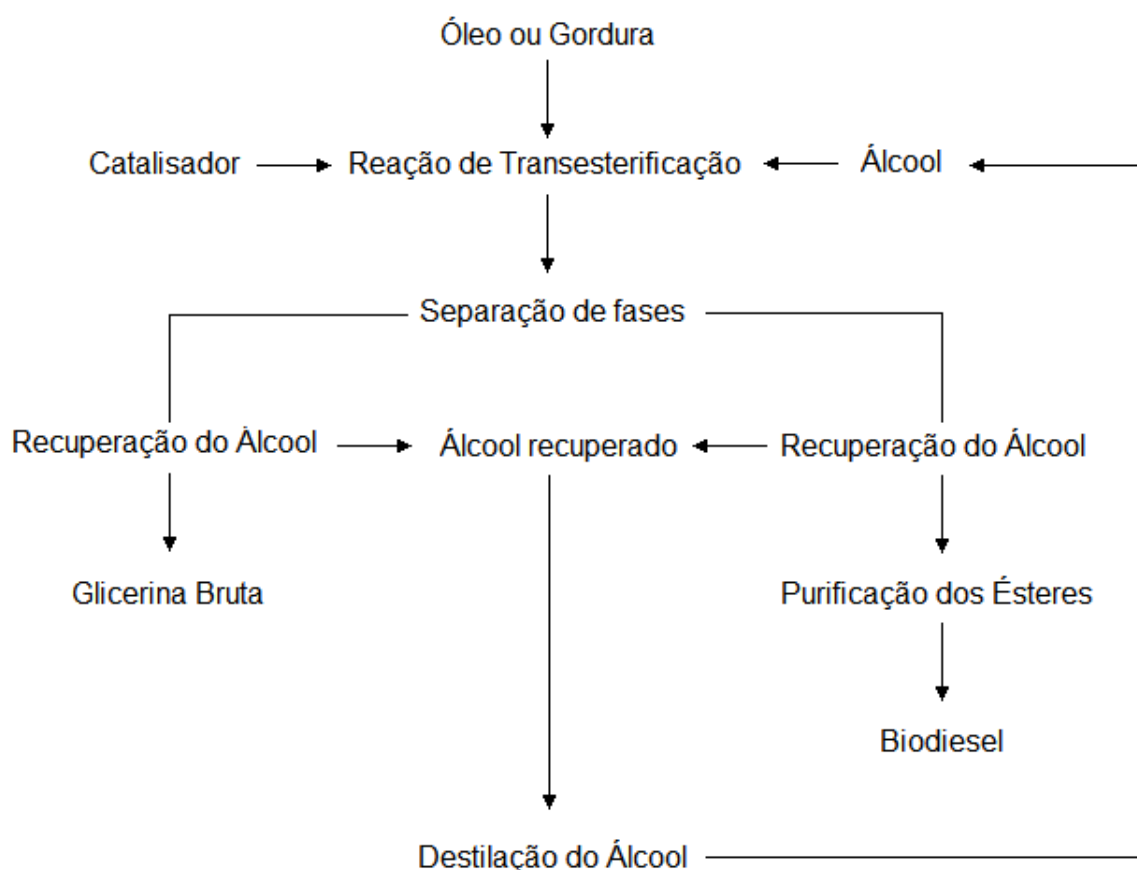 Óleo ou Gordura
Catalisador
Reação de Transesterificação
Álcool
Separação de fases
Recuperação do Álcool
Álcool recuperado
Recuperação do Álcool
Glicerina Bruta
Purificação dos Ésteres
Biodiesel
Destilação do Álcool